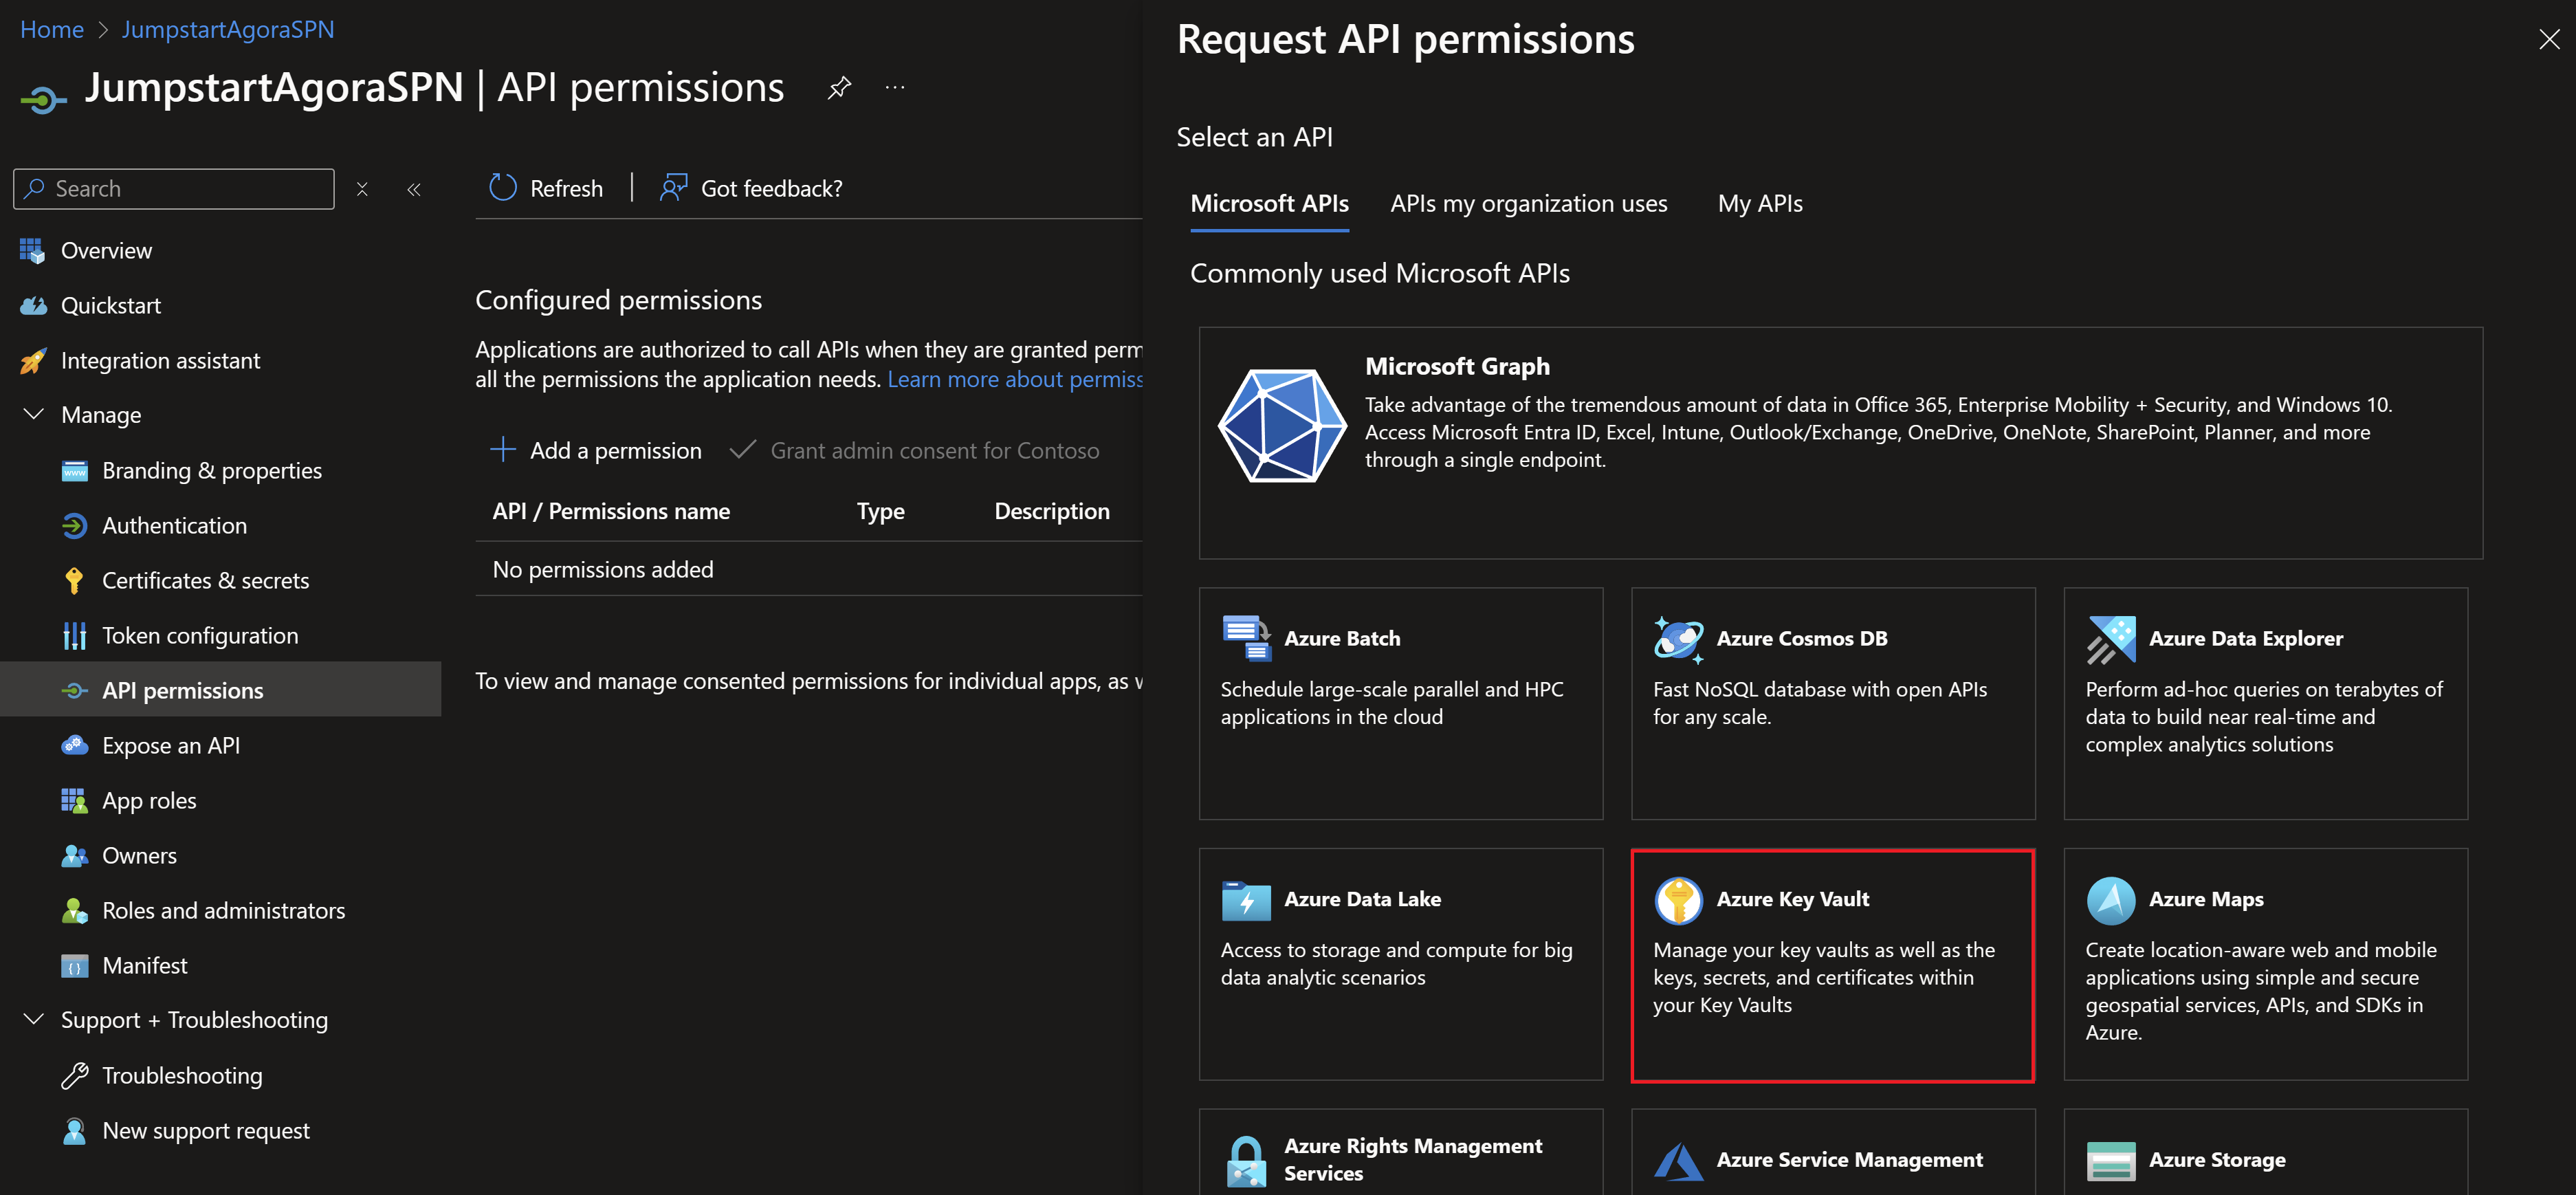 Home > JumpstartAgoraSPN
JumpstartAgoraSPN | API permissions
Search
Overview
Quickstart
Integration assistant
Manage
Branding & properties
Authentication
Certificates & secrets
Token configuration
API permissions
Expose an API
App roles
Owners
Roles and administrators
Manifest
Support + Troubleshooting
Troubleshooting
New support request
Refresh | Got feedback?
Configured permissions
Applications are authorized to call APIs when they are granted perm
all the permissions the application needs. Learn more about permiss
Add a permission Grant admin consent for Contoso
API / Permissions name Type Description
No permissions added
To view and manage consented permissions for individual apps, as w
Request API permissions
Select an API
Microsoft APIs APIs my organization uses My APIs
Commonly used Microsoft APIs
Microsoft Graph
Take advantage of the tremendous amount of data in Office 365, Enterprise Mobility + Security, and Windows 10.
Access Microsoft Entra ID, Excel, Intune, Outlook/Exchange, OneDrive, OneNote, SharePoint, Planner, and more
through a single endpoint.
Azure Batch
Schedule large-scale parallel and HPC
applications in the cloud
Azure Cosmos DB
Fast NoSQL database with open APIs
for any scale.
Azure Data Explorer
Perform ad-hoc queries on terabytes of
data to build near real-time and
complex analytics solutions
Azure Data Lake
Access to storage and compute for big
data analytic scenarios
Azure Key Vault
Manage your key vaults as well as the
keys, secrets, and certificates within
your Key Vaults
Azure Maps
Create location-aware web and mobile
applications using simple and secure
geospatial services, APIs, and SDKs in
Azure.
Azure Rights Management
Services
Azure Service Management
Azure Storage